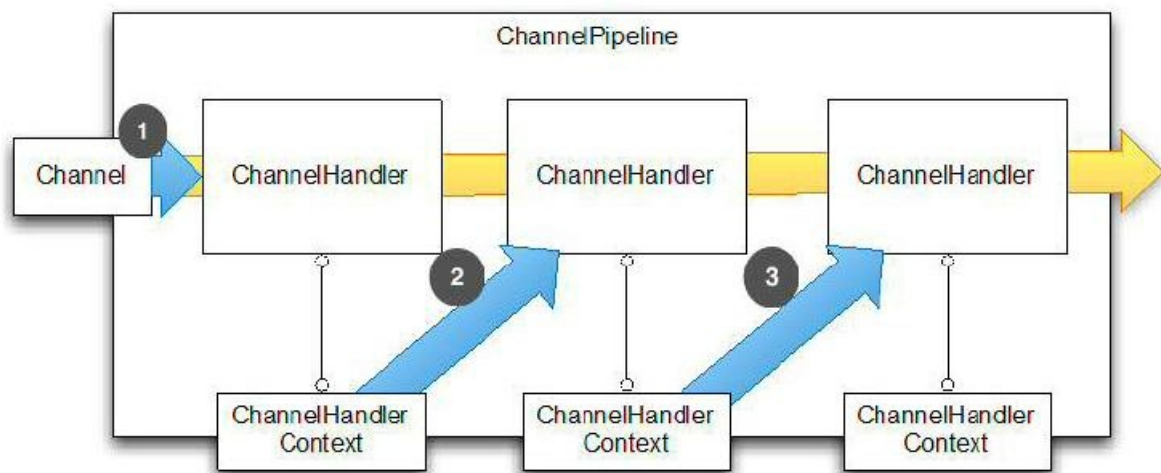 ChannelPipeline
1
Channel
ChannelHandler
ChannelHandler
ChannelHandler
2
3
ChannelHandler
Context
ChannelHandler
Context
ChannelHandler
Context